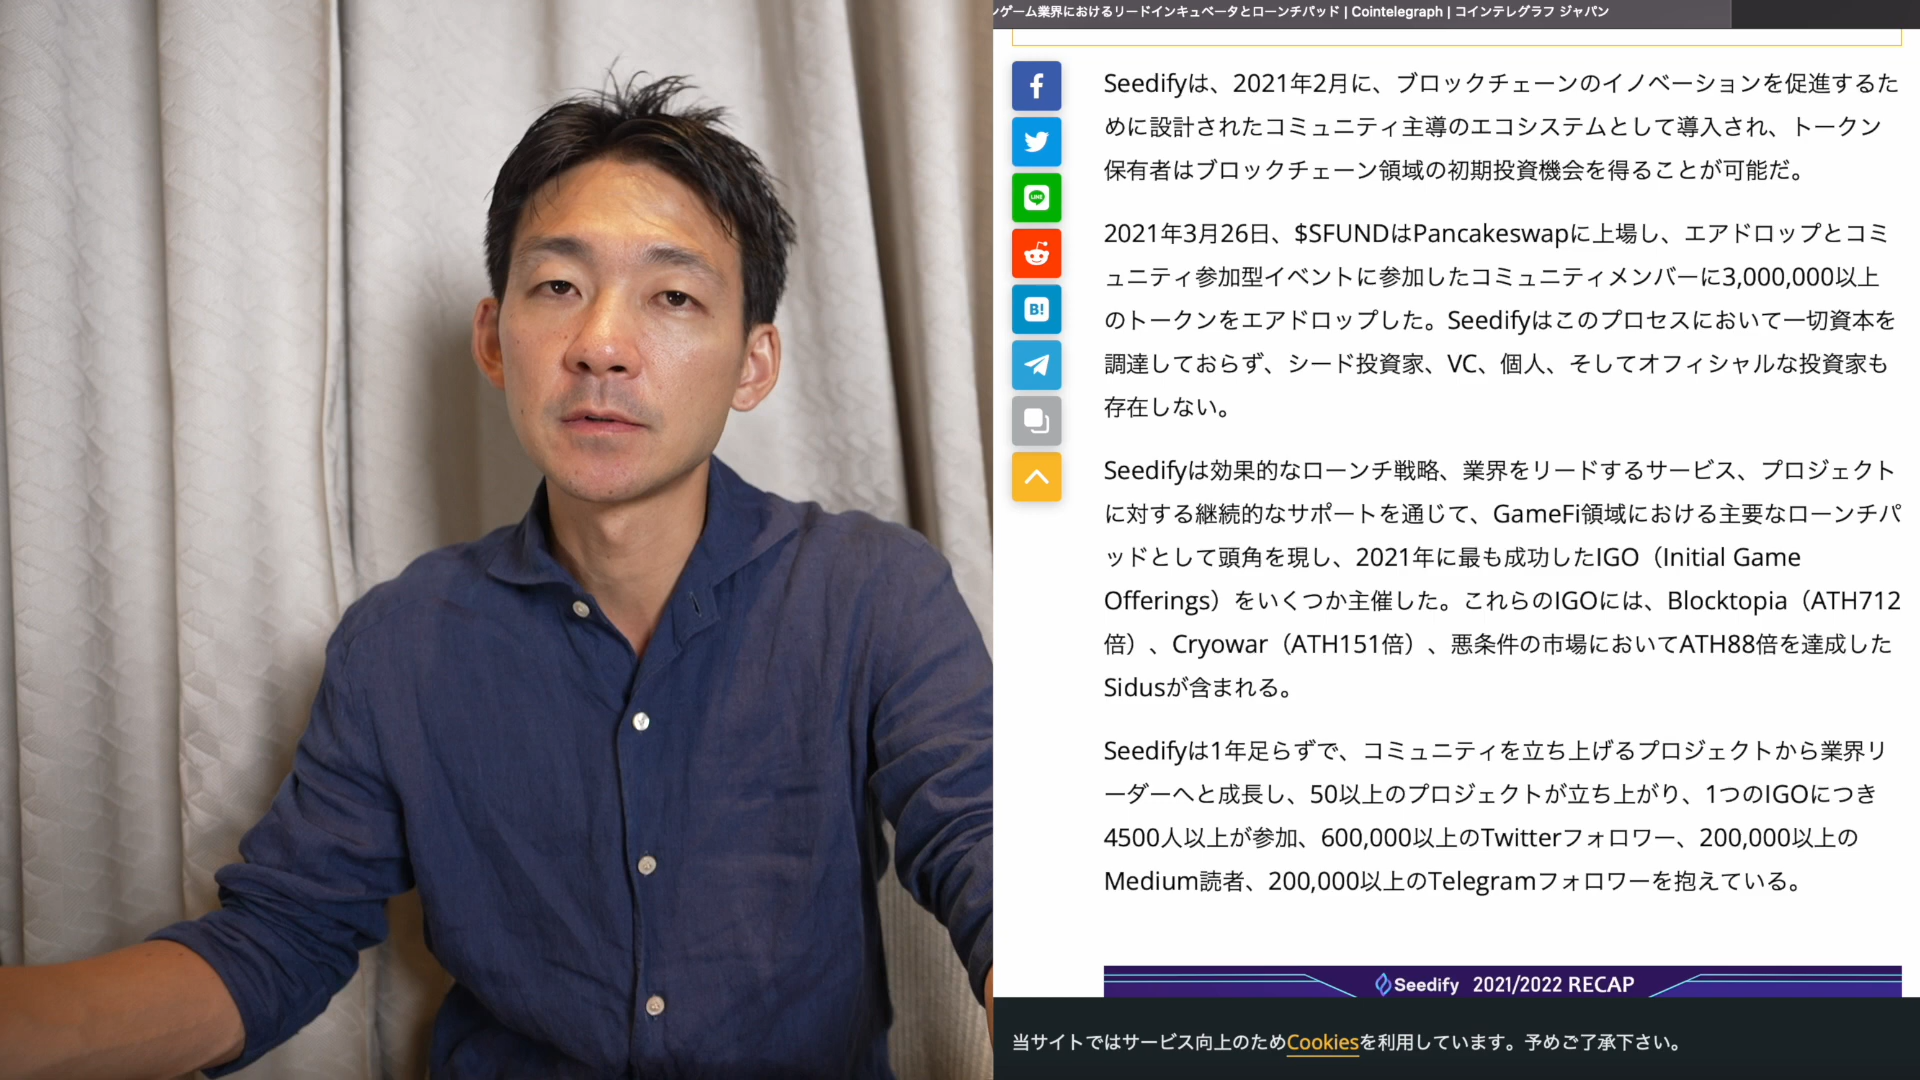 ンゲーム業界におけるリードインキュベータとローンチパッド | Cointelegraph | コインテレグラフ ジャパン
Seedifyは、2021年2月に、ブロックチェーンのイノベーションを促進するた
めに設計されたコミュニティ主導のエコシステムとして導入され、トークン
保有者はブロックチェーン領域の初期投資機会を得ることが可能だ。
2021年3月26日、$SFUNDはPancakeswapに上場し、エアドロップとコミ
ュニティ参加型イベントに参加したコミュニティメンバーに3,000,000以上
のトークンをエアドロップした。Seedifyはこのプロセスにおいて一切資本を
調達しておらず、シード投資家、VC、個人、そしてオフィシャルな投資家も
存在しない。
Seedifyは効果的なローンチ戦略、業界をリードするサービス、プロジェクト
に対する継続的なサポートを通じて、GameFi領域における主要なローンチパ
ッドとして頭角を現し、2021年に最も成功したIGO（Initial Game
Offerings）をいくつか主催した。これらのIGOには、Blocktopia（ATH712
倍）、Cryowar（ATH151倍）、悪条件の市場においてATH88倍を達成した
Sidusが含まれる。
Seedifyは1年足らずで、コミュニティを立ち上げるプロジェクトから業界リ
ーダーへと成長し、50以上のプロジェクトが立ち上がり、1つのIGOにつき
4500人以上が参加、600,000以上のTwitterフォロワー、200,000以上の
Medium読者、200,000以上のTelegramフォロワーを抱えている。
LINE
B!
Seedify 2021/2022 RECAP
当サイトではサービス向上のためCookiesを利用しています。予めご了承下さい。